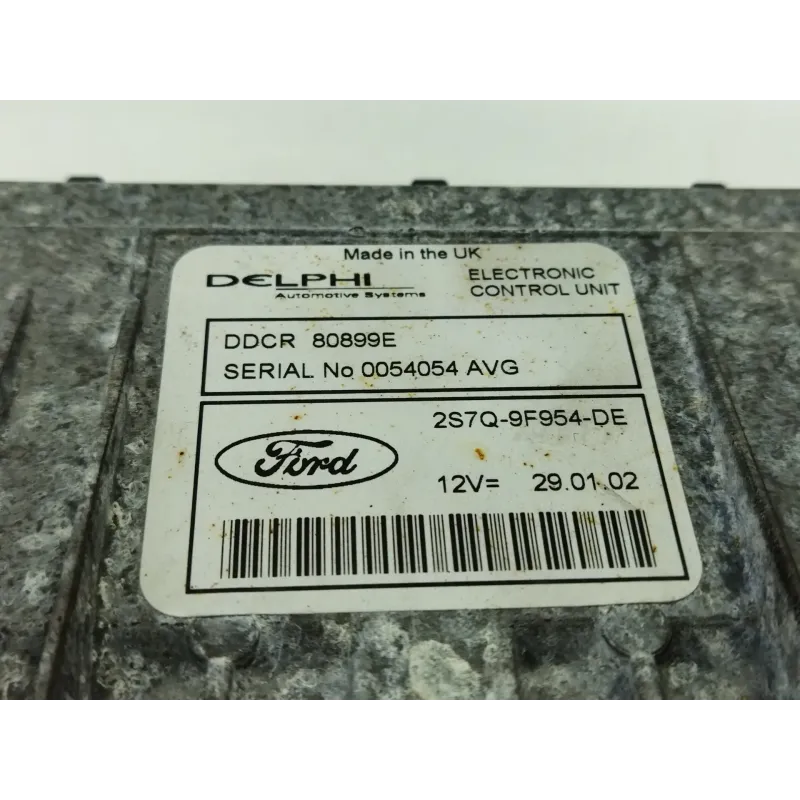 Made in the UK
DELPHI
Automotive Systems
ELECTRONIC
CONTROL UNIT
DDCR 80899E
SERIAL No 0054054 AVG
2S7Q-9F954-DE
Ford
12V= 29.01.02